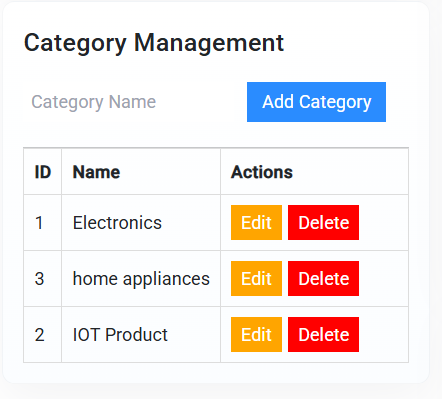 Category Management
Category Name Add Category
ID Name Actions
1 Electronics Edit Delete
3 home appliances Edit Delete
2 IOT Product Edit Delete